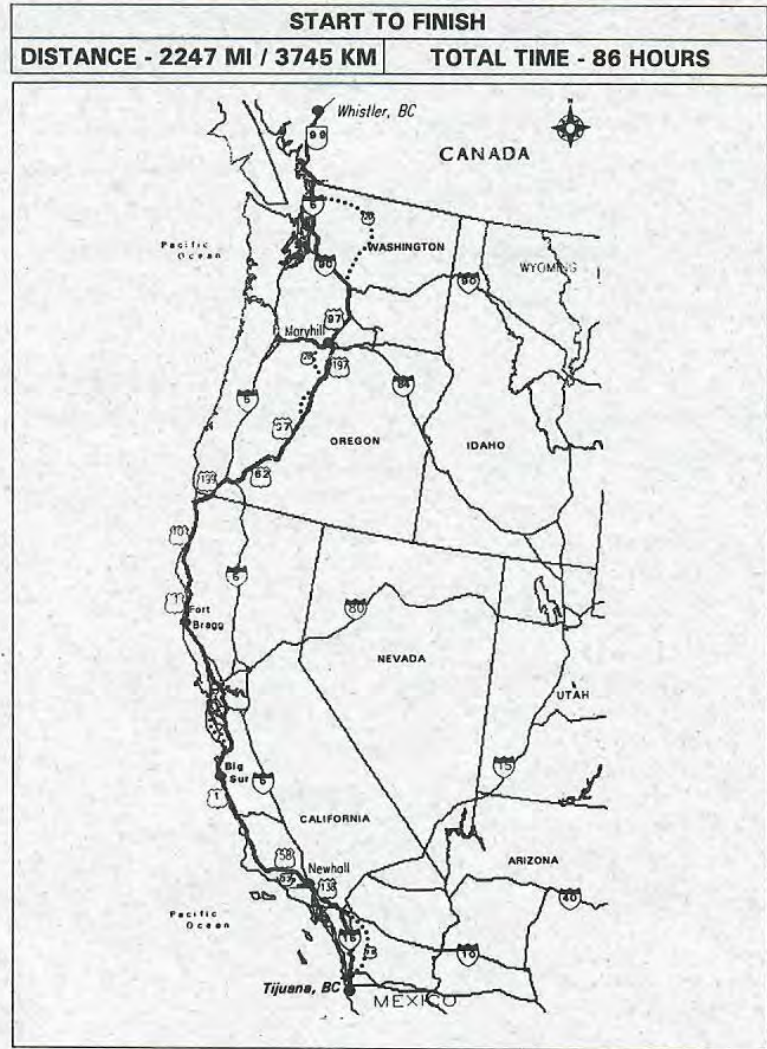 START TO FINISH
DISTANCE - 2247 MI / 3745 KM
TOTAL TIME - 86 HOURS
Whistler, BC
N
99
CANADA
5
20
Pacific
Ocean
WASHINGTON
90
WYOMING
90
97
Maryhill
197
84
5
97
OREGON
IDAHO
62
199
101
5
80
1
Fort
Bragg
NEVADA
UTAH
Big
Sur
5
15
1
CALIFORNIA
58
Newhall
138
ARIZONA
40
Pacific
Ocean
15
10
Tijuana, BC
MEXICO